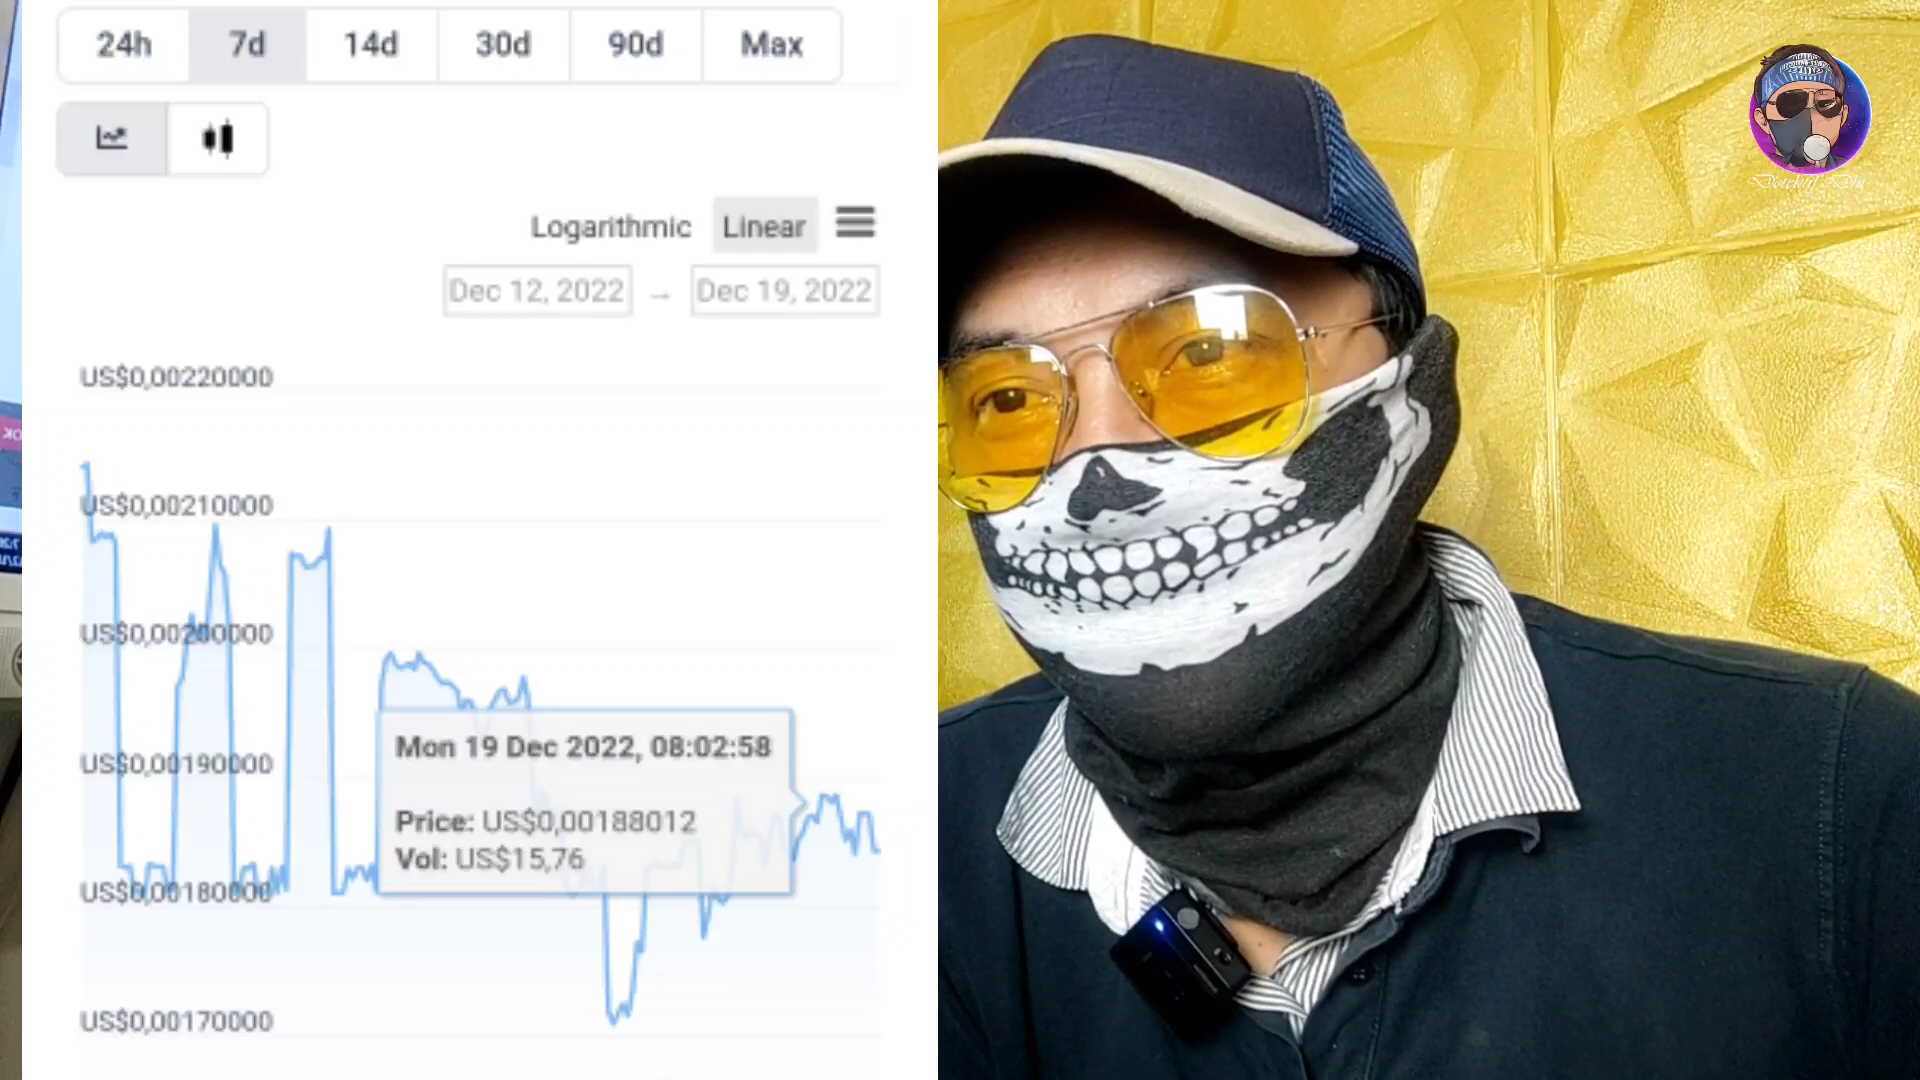 24h 7d 14d 30d 90d Max
Logarithmic Linear
Dec 12, 2022 → Dec 19, 2022
US$0,00220000
US$0,00210000
US$0,00200000
US$0,00190000
Mon 19 Dec 2022, 08:02:58
Price: US$0,00188012
Vol: US$15,76
US$0,00180000
US$0,00170000